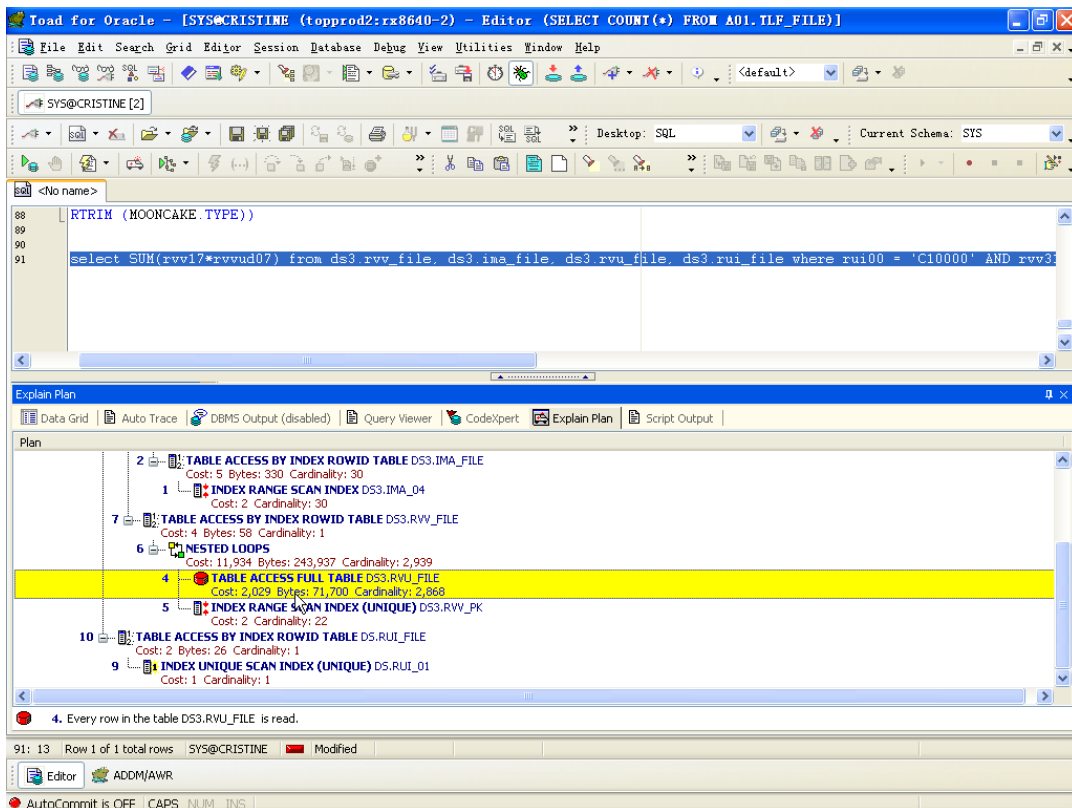 Toad for Oracle - [SYS@CRISTINE (topprod2:rx8640-2) - Editor (SELECT COUNT(*) FROM A01.TLF_FILE)]
File Edit Search Grid Editor Session Database Debug View Utilities Window Help
<default>
SYS@CRISTINE [2]
SQL Desktop: SQL Current Schema: SYS
SQL <No name>
88 RTRIM (MOONCAKE.TYPE))
89
90
91 select SUM(rvv17*rvvud07) from ds3.rvv_file, ds3.ima_file, ds3.rvu_file, ds3.rui_file where rui00 = 'C10000' AND rvv31
Explain Plan
Data Grid Auto Trace DBMS Output (disabled) Query Viewer CodeXpert Explain Plan Script Output
Plan
2 TABLE ACCESS BY INDEX ROWID TABLE DS3.IMA_FILE
Cost: 5 Bytes: 330 Cardinality: 30
1 INDEX RANGE SCAN INDEX DS3.IMA_04
Cost: 2 Cardinality: 30
7 TABLE ACCESS BY INDEX ROWID TABLE DS3.RVV_FILE
Cost: 4 Bytes: 58 Cardinality: 1
6 NESTED LOOPS
Cost: 11,934 Bytes: 243,937 Cardinality: 2,939
4 TABLE ACCESS FULL TABLE DS3.RVU_FILE
Cost: 2,029 Bytes: 71,700 Cardinality: 2,868
5 INDEX RANGE SCAN INDEX (UNIQUE) DS3.RVV_PK
Cost: 2 Cardinality: 22
10 TABLE ACCESS BY INDEX ROWID TABLE DS.RUI_FILE
Cost: 2 Bytes: 26 Cardinality: 1
9 INDEX UNIQUE SCAN INDEX (UNIQUE) DS.RUI_01
Cost: 1 Cardinality: 1
4. Every row in the table DS3.RVU_FILE is read.
91: 13 Row 1 of 1 total rows SYS@CRISTINE Modified
Editor ADDM/AWR
AutoCommit is OFF CAPS NUM INS